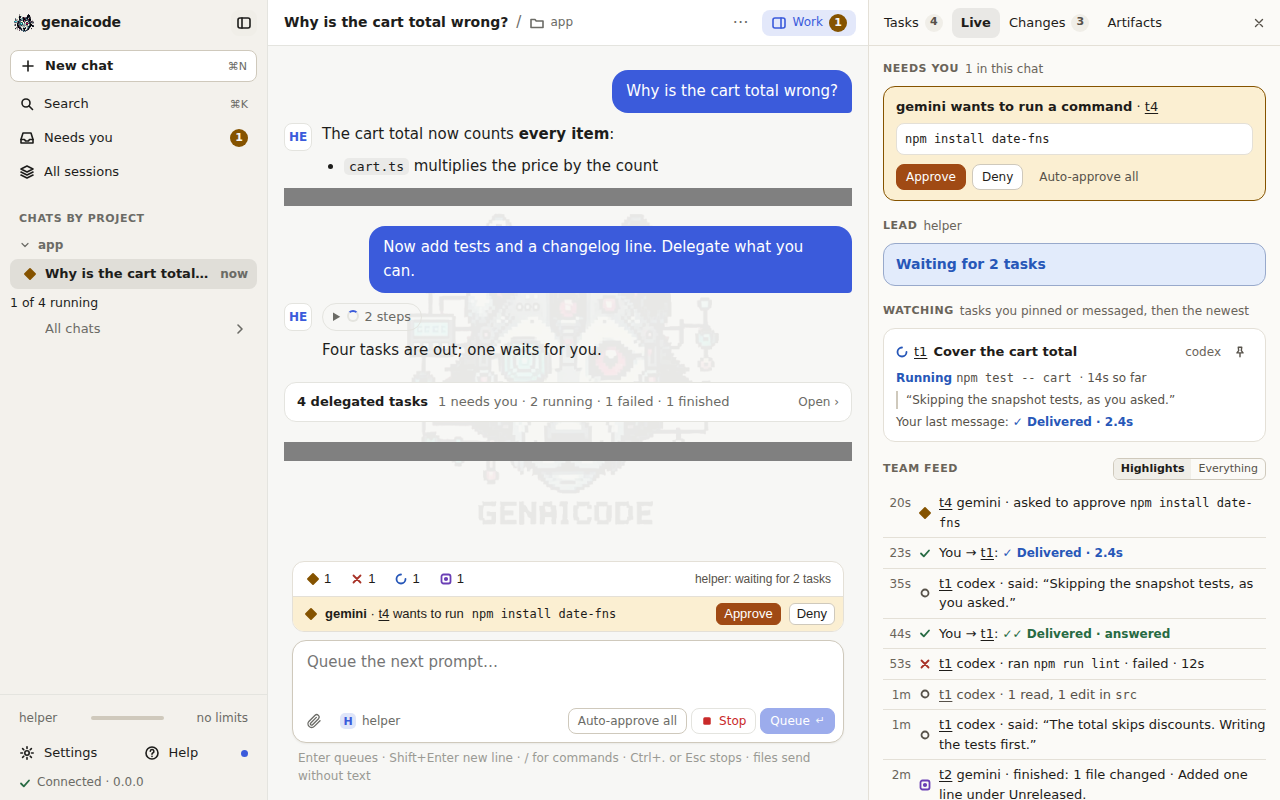 genaicode
New chat ⌘N
Search ⌘K
Needs you 1
All sessions
CHATS BY PROJECT
app
Why is the cart total… now
1 of 4 running
All chats
helper no limits
Settings Help
Connected · 0.0.0
Why is the cart total wrong? / app
··· Work 1
Why is the cart total wrong?
HE The cart total now counts every item:
• cart.ts multiplies the price by the count
Now add tests and a changelog line. Delegate what you
can.
HE 2 steps
Four tasks are out; one waits for you.
4 delegated tasks 1 needs you · 2 running · 1 failed · 1 finished Open ›
GENAICODE
1 1 1 1 helper: waiting for 2 tasks
gemini · t4 wants to run npm install date-fns Approve Deny
Queue the next prompt…
H helper Auto-approve all Stop Queue ↵
Enter queues · Shift+Enter new line · / for commands · Ctrl+. or Esc stops · files send
without text
Tasks 4 Live Changes 3 Artifacts
NEEDS YOU 1 in this chat
gemini wants to run a command · t4
npm install date-fns
Approve Deny Auto-approve all
LEAD helper
Waiting for 2 tasks
WATCHING tasks you pinned or messaged, then the newest
t1 Cover the cart total codex
Running npm test -- cart · 14s so far
“Skipping the snapshot tests, as you asked.”
Your last message: ✓ Delivered · 2.4s
TEAM FEED Highlights Everything
20s t4 gemini · asked to approve npm install date-
fns
23s You → t1: ✓ Delivered · 2.4s
35s t1 codex · said: “Skipping the snapshot tests, as
you asked.”
44s You → t1: ✓✓ Delivered · answered
53s t1 codex · ran npm run lint · failed · 12s
1m t1 codex · 1 read, 1 edit in src
1m t1 codex · said: “The total skips discounts. Writing
the tests first.”
2m t2 gemini · finished: 1 file changed · Added one
line under Unreleased.